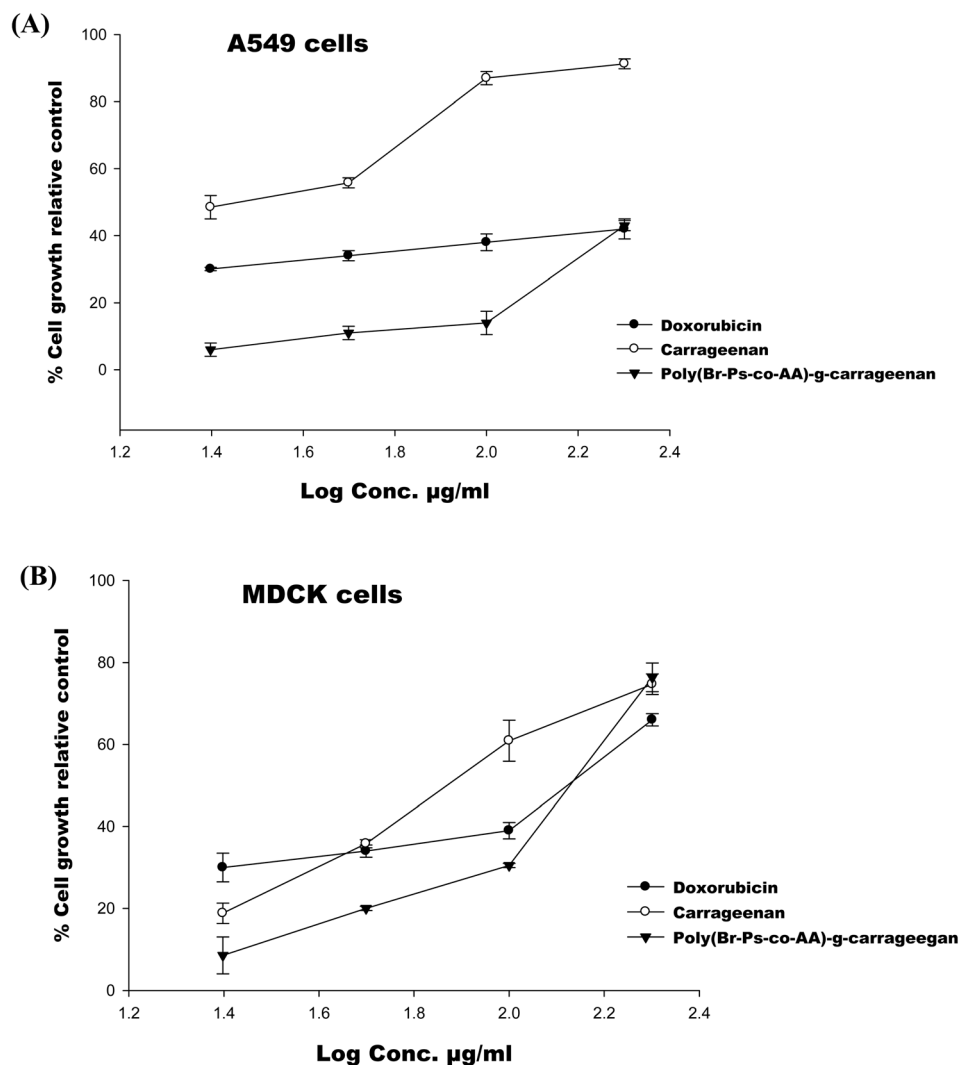 (A)
A549 cells
% Cell growth relative control
100
80
60
40
20
0
Doxorubicin
Carrageenan
Poly(Br-Ps-co-AA)-g-carrageenan
1.2 1.4 1.6 1.8 2.0 2.2 2.4
Log Conc. µg/ml
(B)
MDCK cells
% Cell growth relative control
100
80
60
40
20
0
Doxorubicin
Carrageenan
Poly(Br-Ps-co-AA)-g-carrageegan
1.2 1.4 1.6 1.8 2.0 2.2 2.4
Log Conc. µg/ml